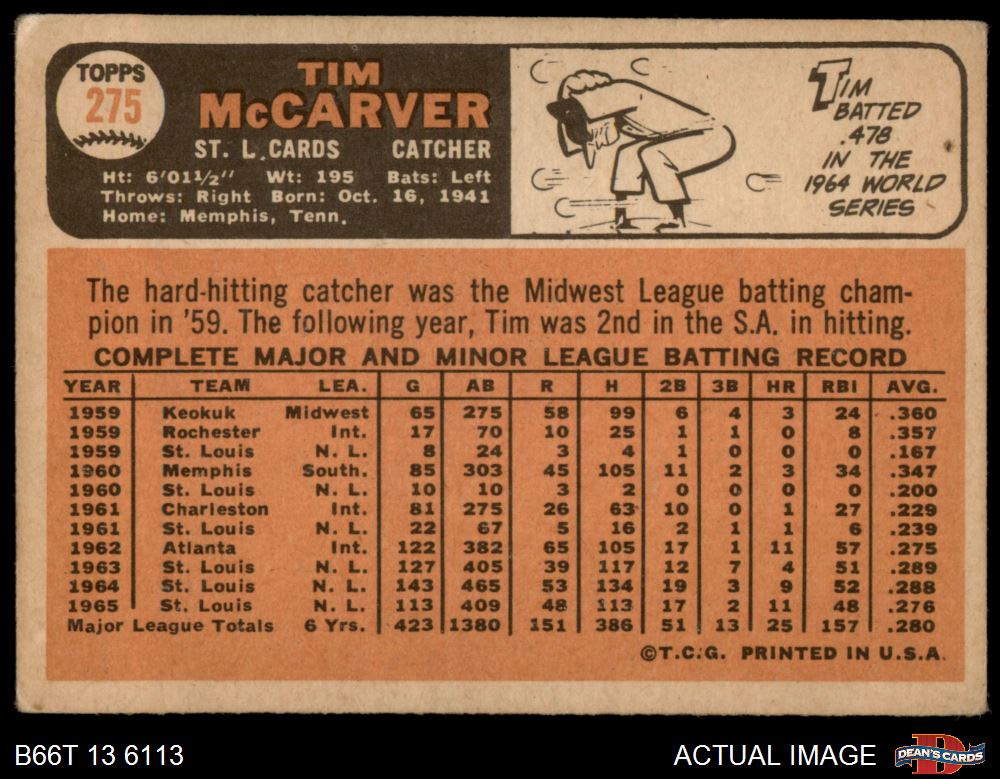 TOPPS
275
TIM
McCARVER
ST. L. CARDS CATCHER
Ht: 6'01½" Wt: 195 Bats: Left
Throws: Right Born: Oct. 16, 1941
Home: Memphis, Tenn.
TIM
BATTED
.478
IN THE
1964 WORLD
SERIES
The hard-hitting catcher was the Midwest League batting cham-
pion in '59. The following year, Tim was 2nd in the S.A. in hitting.
COMPLETE MAJOR AND MINOR LEAGUE BATTING RECORD
YEAR TEAM LEA. G AB R H 2B 3B HR RBI AVG.
1959 Keokuk Midwest 65 275 58 99 6 4 3 24 .360
1959 Rochester Int. 17 70 10 25 1 1 0 8 .357
1959 St. Louis N. L. 8 24 3 4 1 0 0 0 .167
1960 Memphis South. 85 303 45 105 11 2 3 34 .347
1960 St. Louis N. L. 10 10 3 2 0 0 0 0 .200
1961 Charleston Int. 81 275 26 63 10 0 1 27 .229
1961 St. Louis N. L. 22 67 5 16 2 1 1 6 .239
1962 Atlanta Int. 122 382 65 105 17 1 11 57 .275
1963 St. Louis N. L. 127 405 39 117 12 7 4 51 .289
1964 St. Louis N. L. 143 465 53 134 19 3 9 52 .288
1965 St. Louis N. L. 113 409 48 113 17 2 11 48 .276
Major League Totals 6 Yrs. 423 1380 151 386 51 13 25 157 .280
©T.C.G. PRINTED IN U.S.A.
B66T 13 6113
ACTUAL IMAGE
DEAN'S CARDS